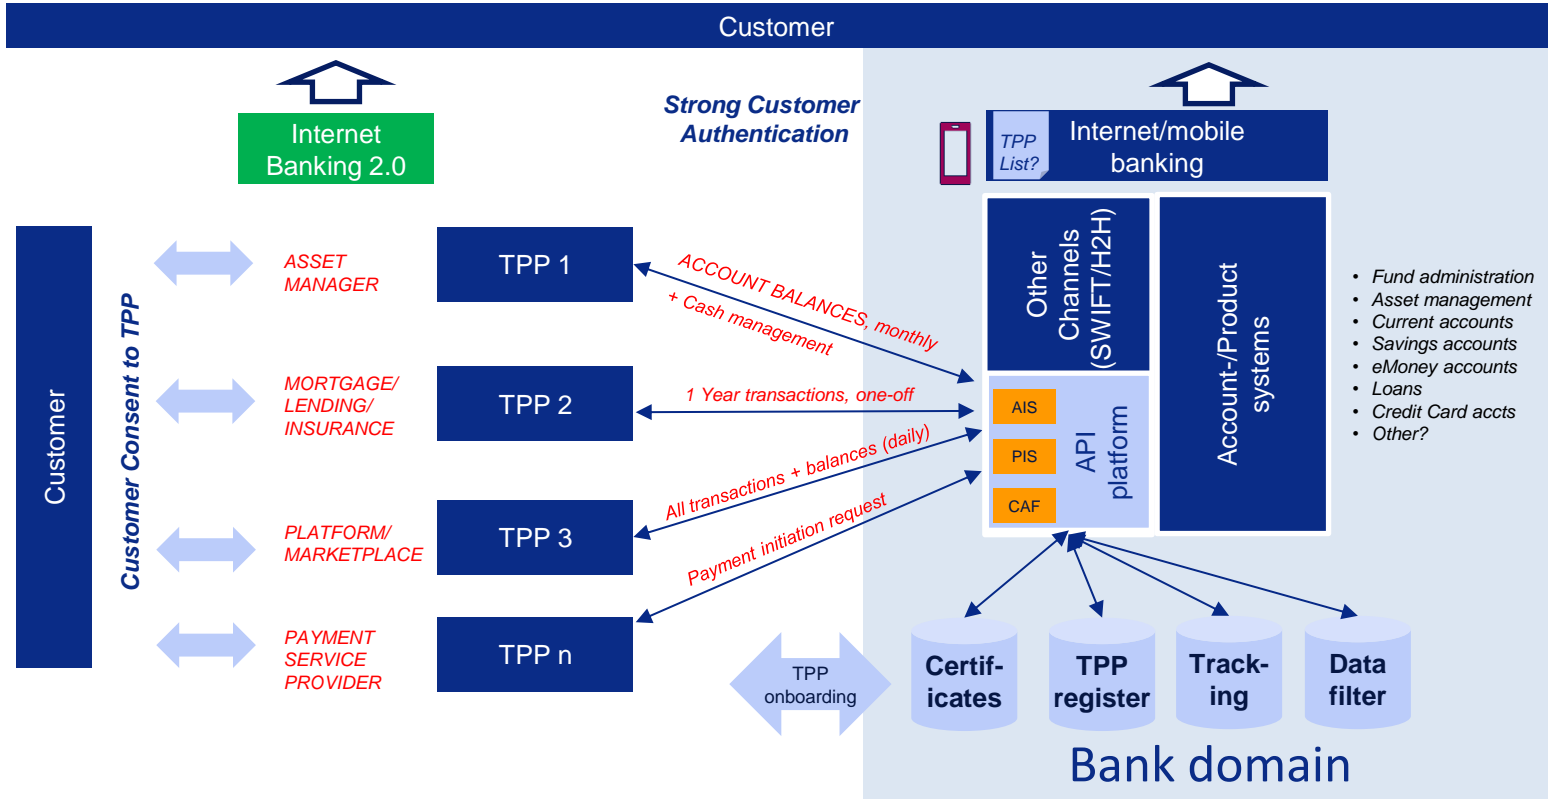 Customer
Strong Customer
Authentication
Internet
Banking 2.0
TPP
List?
Internet/mobile
banking
Customer
Customer Consent to TPP
ASSET
MANAGER
TPP 1
ACCOUNT BALANCES, monthly
+ Cash management
MORTGAGE/
LENDING/
INSURANCE
TPP 2
1 Year transactions, one-off
PLATFORM/
MARKETPLACE
TPP 3
All transactions + balances (daily)
PAYMENT
SERVICE
PROVIDER
TPP n
Payment initiation request
Other
Channels
(SWIFT/H2H)
AIS
PIS
CAF
API
platform
Account-/Product
systems
• Fund administration
• Asset management
• Current accounts
• Savings accounts
• eMoney accounts
• Loans
• Credit Card accts
• Other?
TPP
onboarding
Certif-
icates
TPP
register
Track-
ing
Data
filter
Bank domain